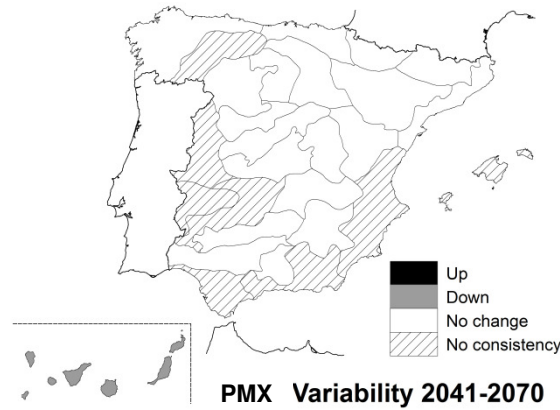 Up
Down
No change
No consistency
PMX Variability 2041-2070